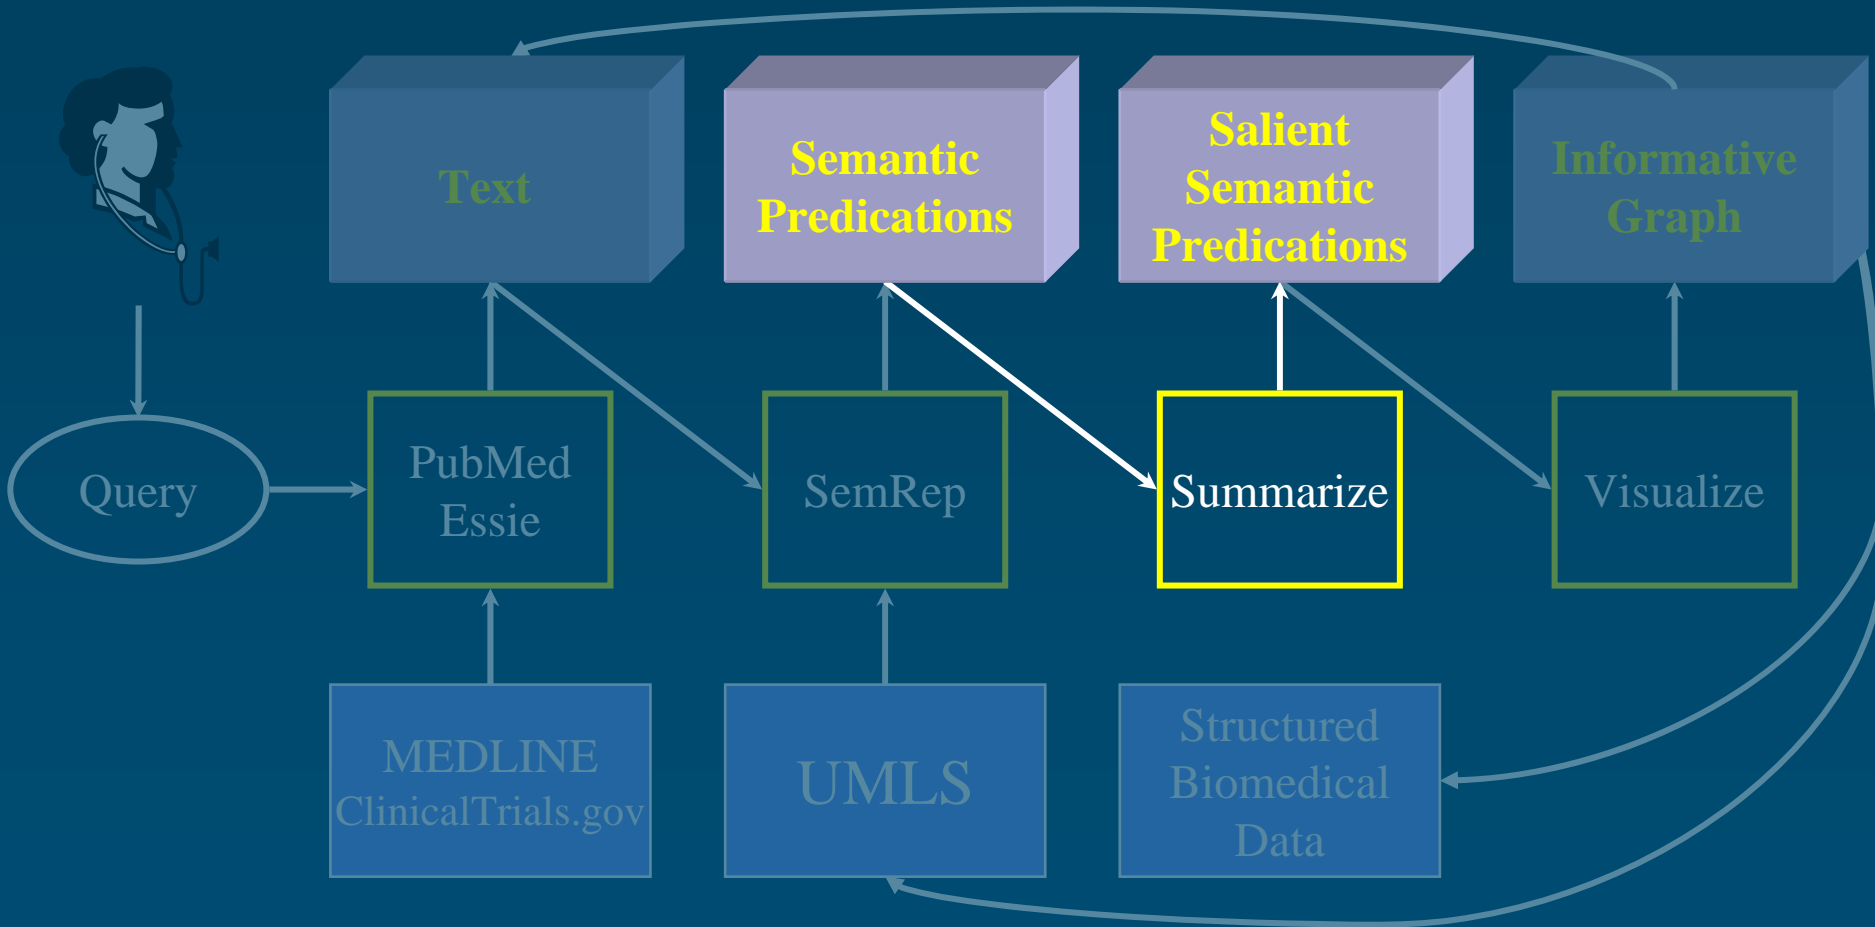 Text
Semantic
Predications
Salient
Semantic
Predications
Informative
Graph
Query
PubMed
Essie
SemRep
Summarize
Visualize
MEDLINE
ClinicalTrials.gov
UMLS
Structured
Biomedical
Data